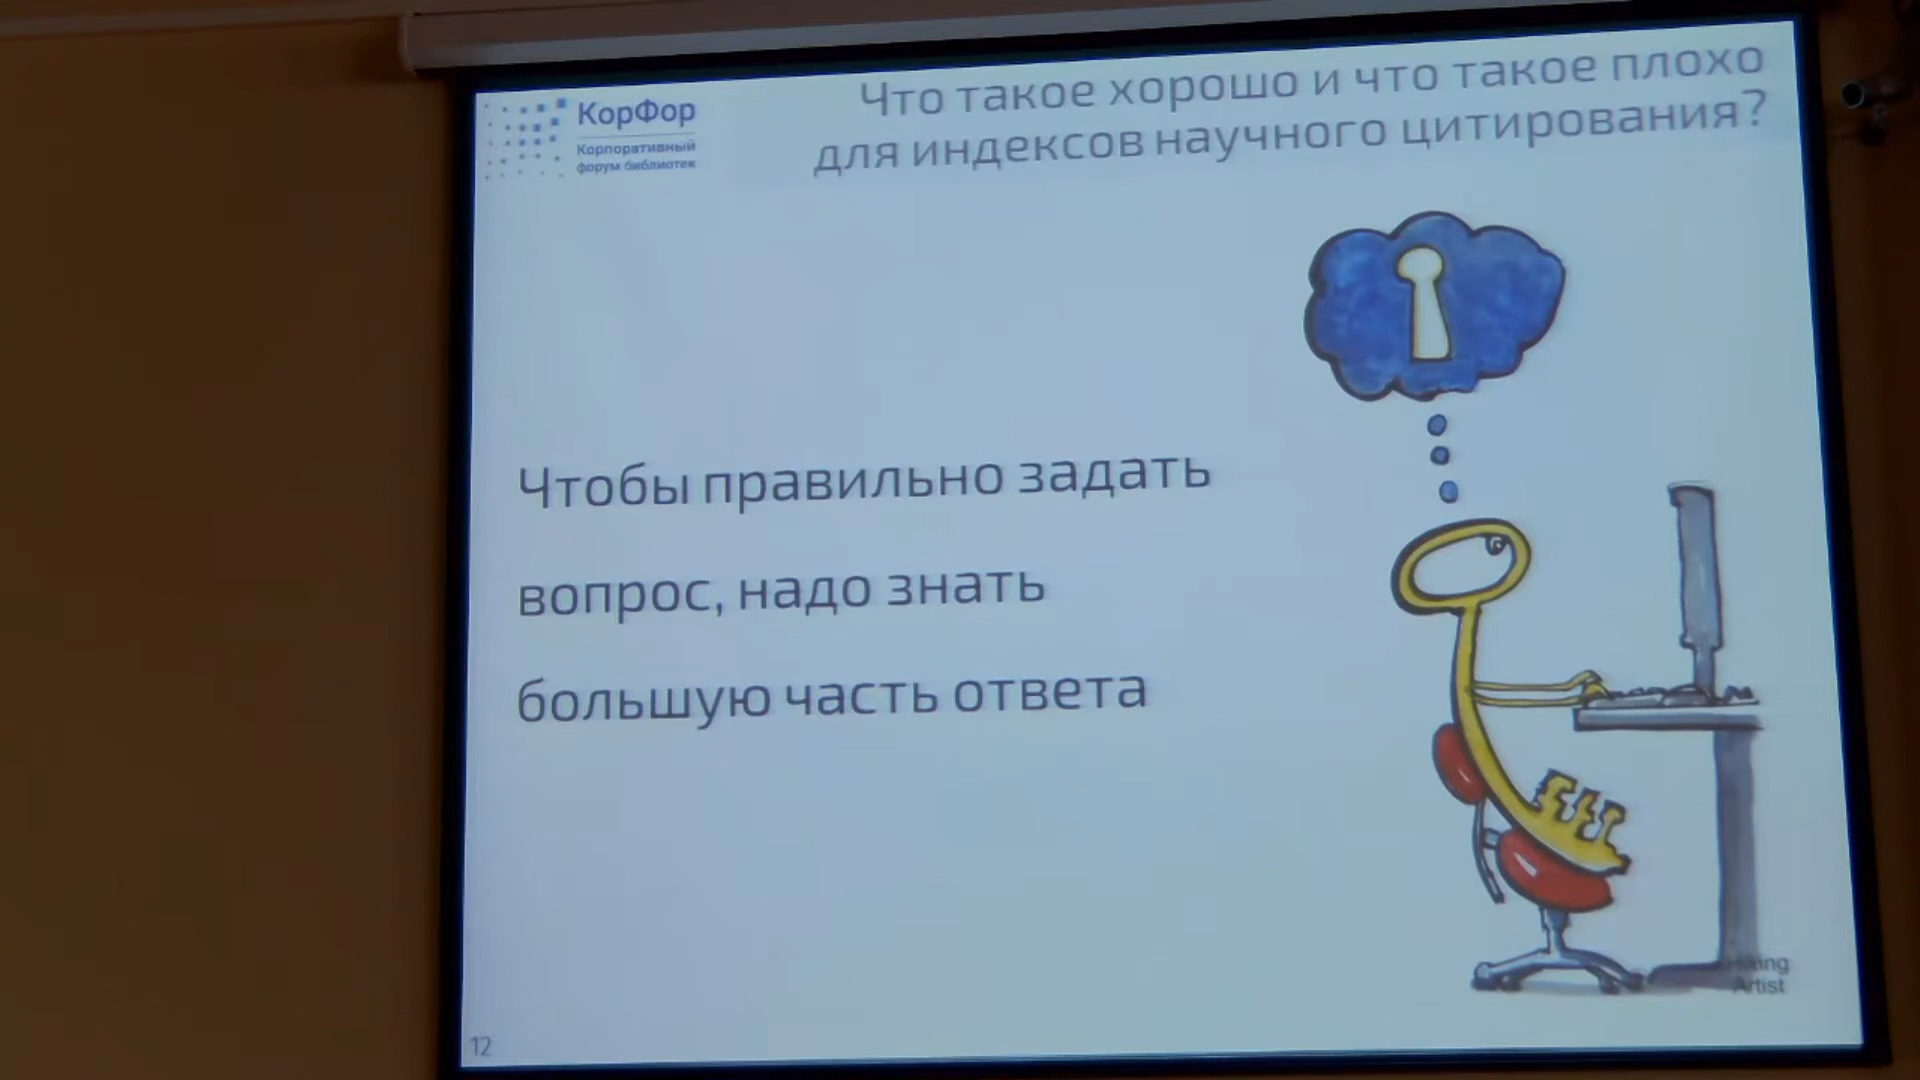 КорФор
Корпоративный
форум библиотек
Что такое хорошо и что такое плохо
для индексов научного цитирования?
Чтобы правильно задать
вопрос, надо знать
большую часть ответа
Artist
12